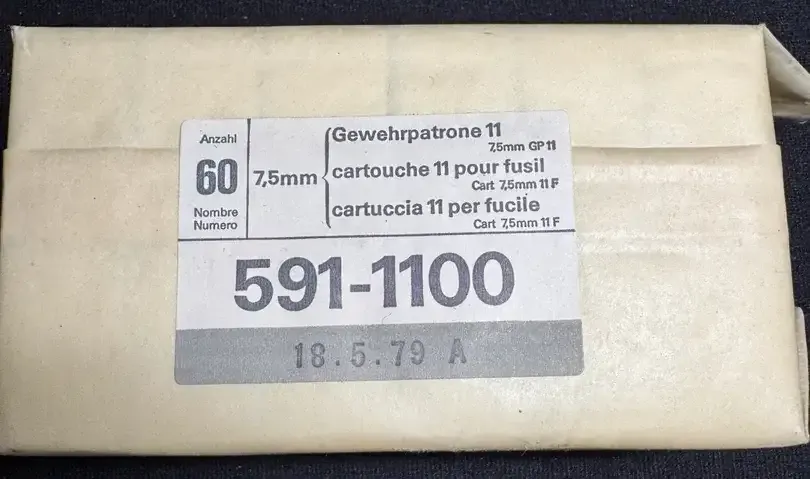 Anzahl
60
Nombre
Numero
7,5mm
Gewehrpatrone 11
7,5mm GP 11
cartouche 11 pour fusil
Cart 7,5mm 11 F
cartuccia 11 per fucile
Cart 7,5mm 11 F
591-1100
18.5.79 A